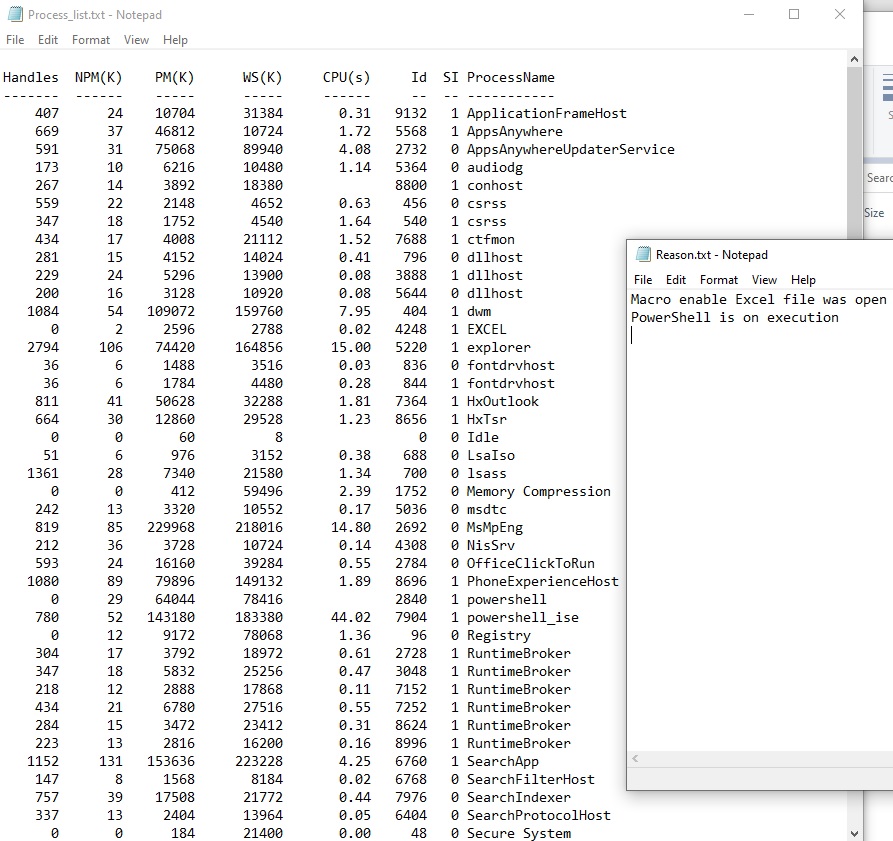 Process_list.txt - Notepad
File Edit Format View Help
Handles NPM(K) PM(K) WS(K) CPU(s) Id SI ProcessName
------- ------ ----- ----- ------ -- -- -----------
407 24 10704 31384 0.31 9132 1 ApplicationFrameHost
669 37 46812 10724 1.72 5568 1 AppsAnywhere
591 31 75068 89940 4.08 2732 0 AppsAnywhereUpdaterService
173 10 6216 10480 1.14 5364 0 audiodg
267 14 3892 18380 8800 1 conhost
559 22 2148 4652 0.63 456 0 csrss
347 18 1752 4540 1.64 540 1 csrss
434 17 4008 21112 1.52 7688 1 ctfmon
281 15 4152 14024 0.41 796 0 dllhost
229 24 5296 13900 0.08 3888 1 dllhost
200 16 3128 10920 0.08 5644 0 dllhost
1084 54 109072 159760 7.95 404 1 dwm
0 2 2596 2788 0.02 4248 1 EXCEL
2794 106 74420 164856 15.00 5220 1 explorer
36 6 1488 3516 0.03 836 0 fontdrvhost
36 6 1784 4480 0.28 844 1 fontdrvhost
811 41 50628 32288 1.81 7364 1 HxOutlook
664 30 12860 29528 1.23 8656 1 HxTsr
0 0 60 8 0 0 Idle
51 6 976 3152 0.38 688 0 LsaIso
1361 28 7340 21580 1.34 700 0 lsass
0 0 412 59496 2.39 1752 0 Memory Compression
242 13 3320 10552 0.17 5036 0 msdtc
819 85 229968 218016 14.80 2692 0 MsMpEng
212 36 3728 10724 0.14 4308 0 NisSrv
593 24 16160 39284 0.55 2784 0 OfficeClickToRun
1080 89 79896 149132 1.89 8696 1 PhoneExperienceHost
0 29 64044 78416 2840 1 powershell
780 52 143180 183380 44.02 7904 1 powershell_ise
0 12 9172 78068 1.36 96 0 Registry
304 17 3792 18972 0.61 2728 1 RuntimeBroker
347 18 5832 25256 0.47 3048 1 RuntimeBroker
218 12 2888 17868 0.11 7152 1 RuntimeBroker
434 21 6780 27516 0.55 7252 1 RuntimeBroker
284 15 3472 23412 0.31 8624 1 RuntimeBroker
223 13 2816 16200 0.16 8996 1 RuntimeBroker
1152 131 153636 223228 4.25 6760 1 SearchApp
147 8 1568 8184 0.02 6768 0 SearchFilterHost
757 39 17508 21772 0.44 7976 0 SearchIndexer
337 13 2404 13964 0.05 6404 0 SearchProtocolHost
0 0 184 21400 0.00 48 0 Secure System
Searc
Size
Reason.txt - Notepad
File Edit Format View Help
Macro enable Excel file was open
PowerShell is on execution